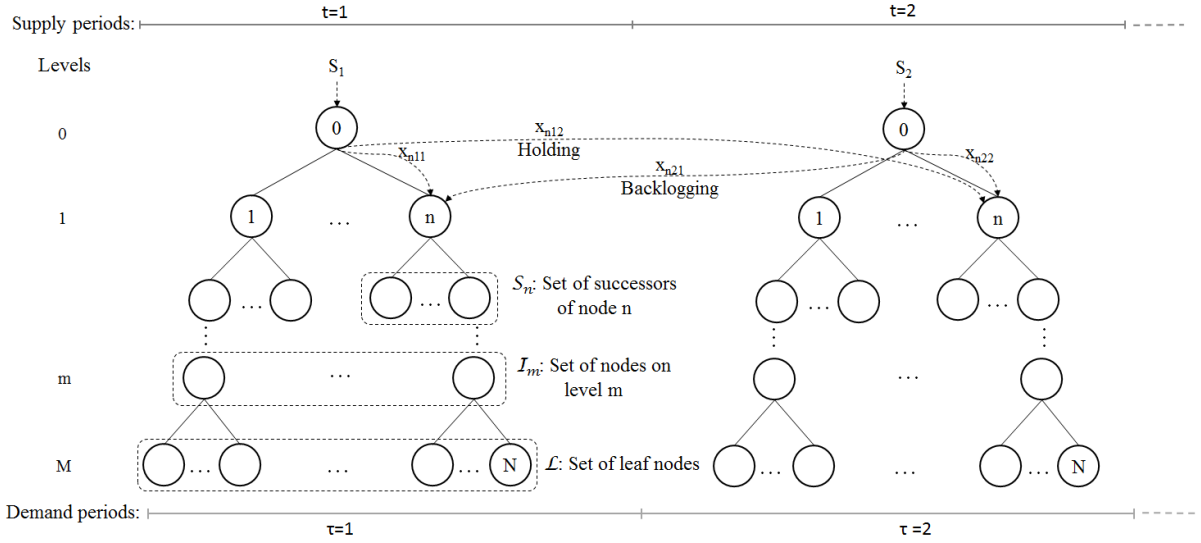 t=1 t=2
Supply periods:
Levels S₁ S₂
0 0 0
xₙ₁₂
xₙ₁₁ Holding xₙ₂₂
xₙ₂₁
Backlogging
1 1 ... n 1 ... n
... ... 𝒮ₙ: Set of successors ... ...
of node n
⋮ ⋮ ⋮ ⋮
m ... ℐₘ: Set of nodes on ...
level m
M ... ... ... N ℒ: Set of leaf nodes ... ... ... N
Demand periods:
τ=1 τ=2